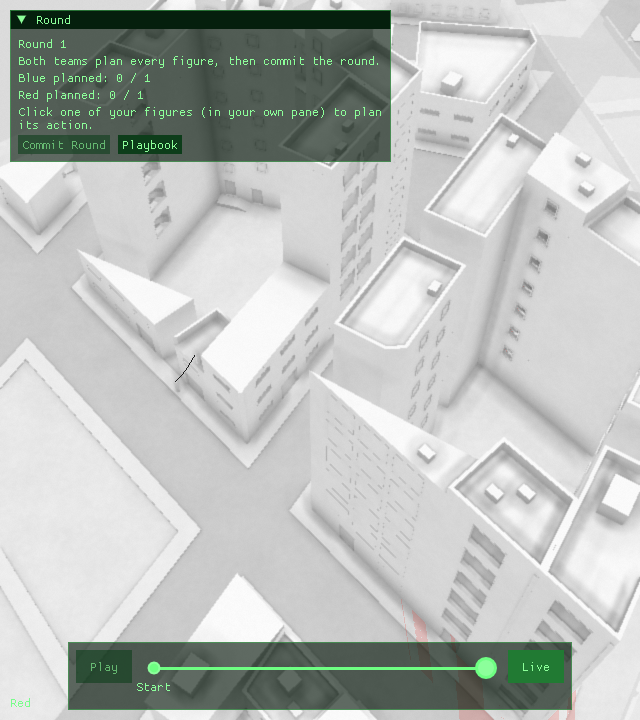 Round
Round 1
Both teams plan every figure, then commit the round.
Blue planned: 0 / 1
Red planned: 0 / 1
Click one of your figures (in your own pane) to plan
its action.
Commit Round
Playbook
Play
Start
Live
Red